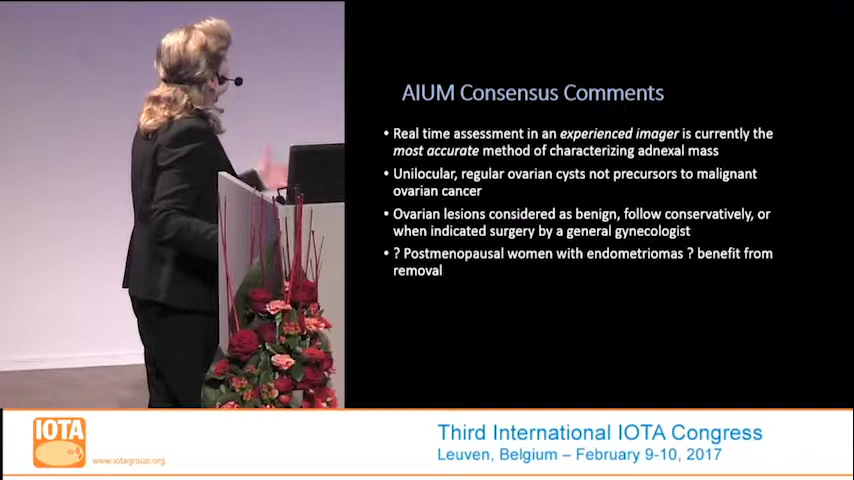 AIUM Consensus Comments
• Real time assessment in an experienced imager is currently the
most accurate method of characterizing adnexal mass
• Unilocular, regular ovarian cysts not precursors to malignant
ovarian cancer
• Ovarian lesions considered as benign, follow conservatively, or
when indicated surgery by a general gynecologist
• ? Postmenopausal women with endometriomas ? benefit from
removal
IOTA
www.iotagroup.org
Third International IOTA Congress
Leuven, Belgium – February 9-10, 2017